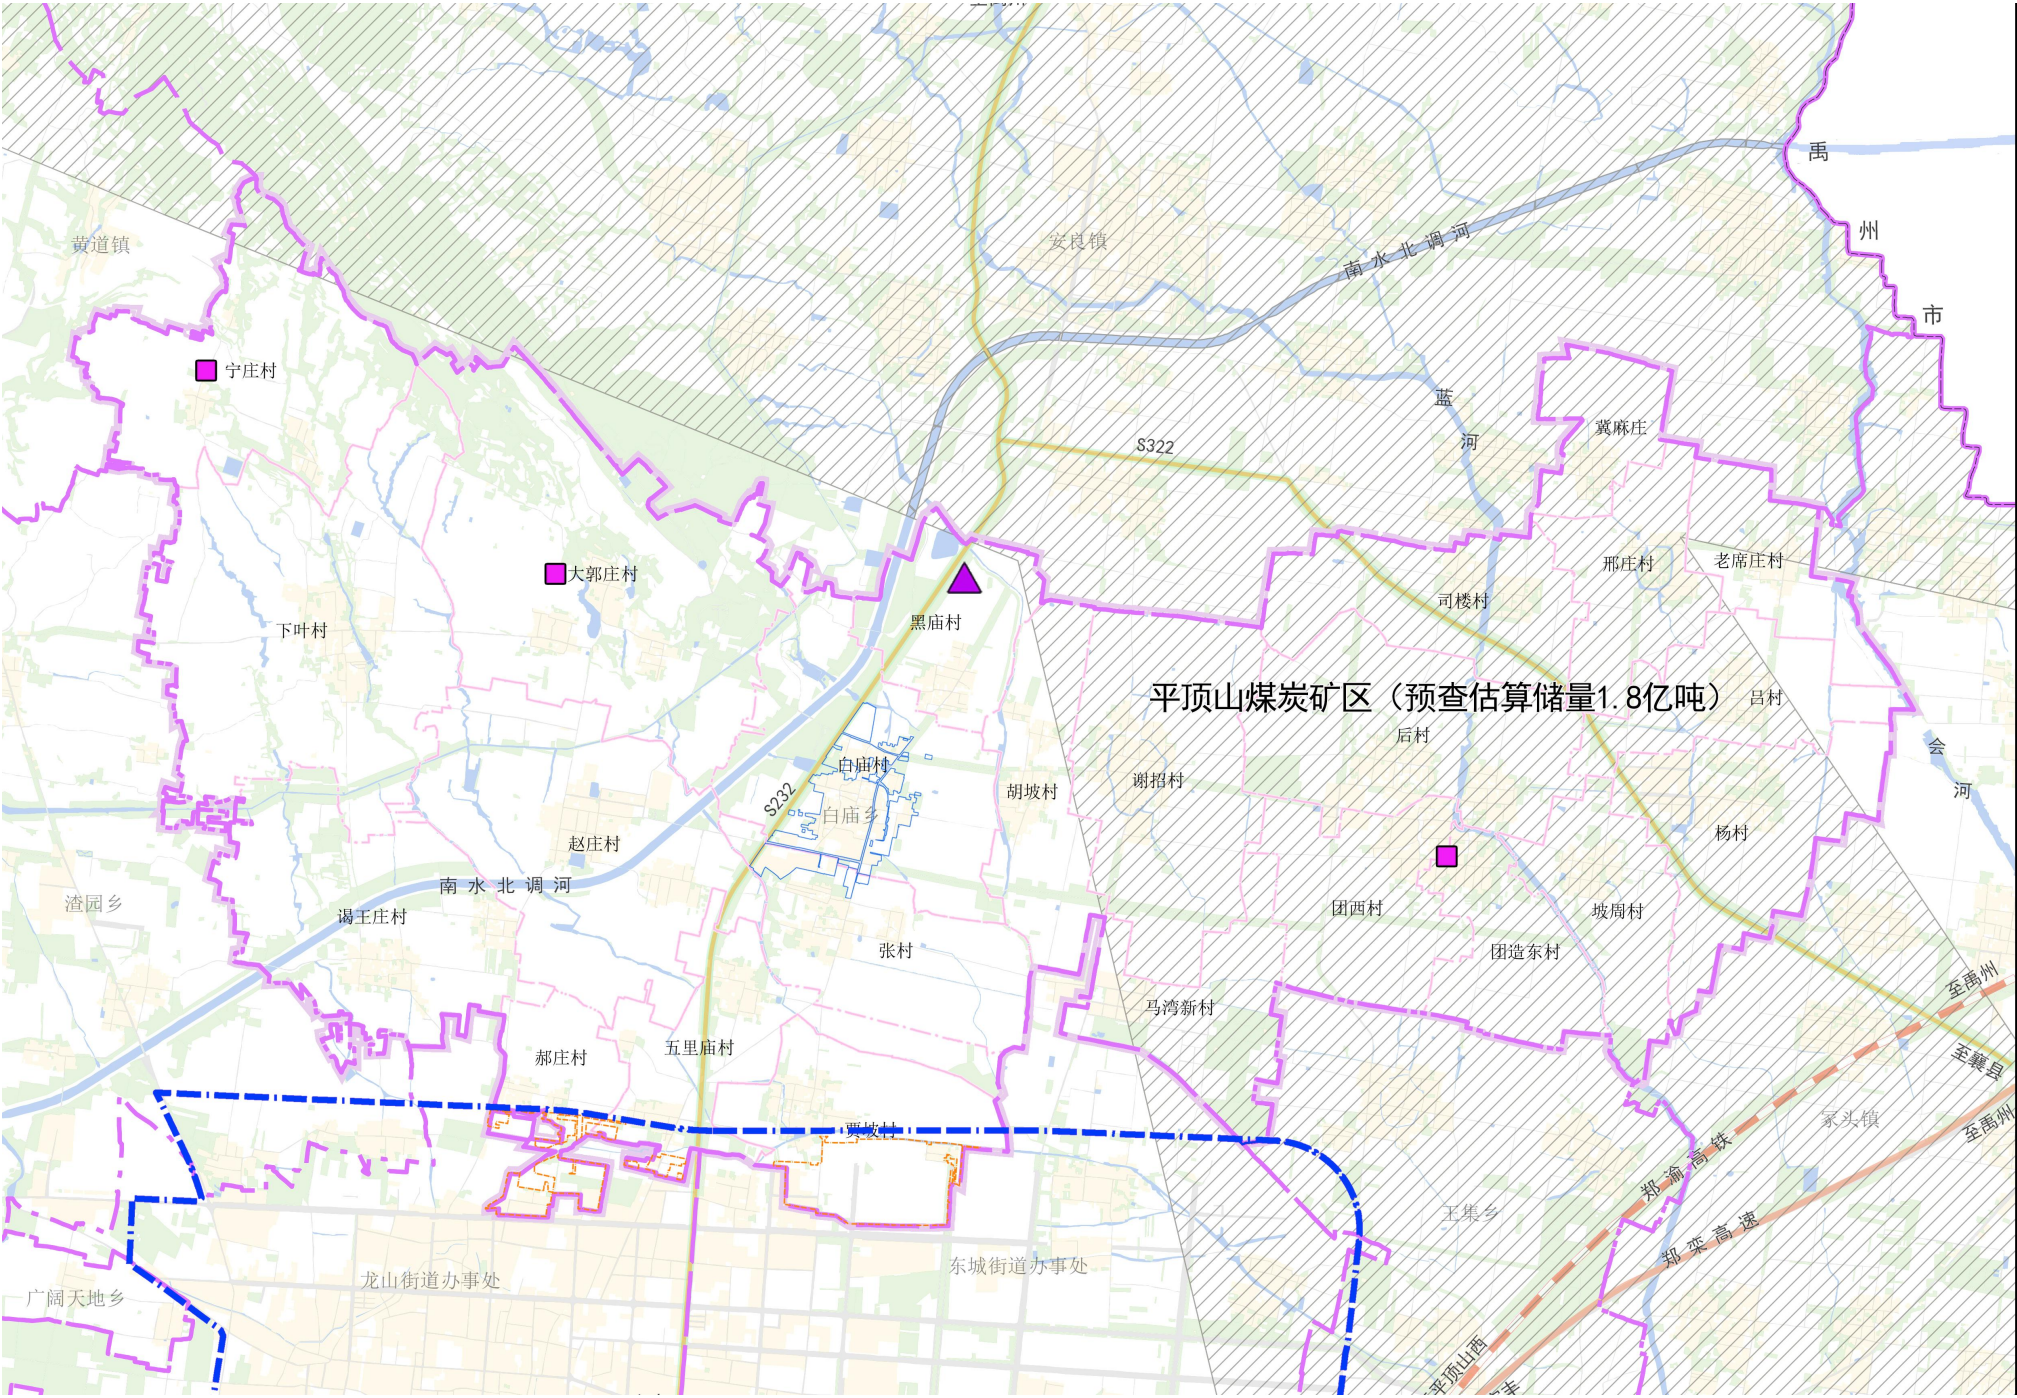 禹
州
市
黄道镇
安良镇
南水北调河
宁庄村
蓝河
冀麻庄
S322
大郭庄村
邢庄村
老席庄村
司楼村
下叶村
黑庙村
平顶山煤炭矿区（预查估算储量1.8亿吨）
吕村
后村
会河
白庙村
谢招村
胡坡村
S232
白庙乡
杨村
赵庄村
南水北调河
渣园乡
谒王庄村
团西村
坡周村
张村
团造东村
至禹州
马湾新村
五里庙村
郝庄村
至襄县
冢头镇
至禹州
贾坡村
郑渝高铁
王集乡
郑栾高速
东城街道办事处
龙山街道办事处
广阔天地乡
平顶山西